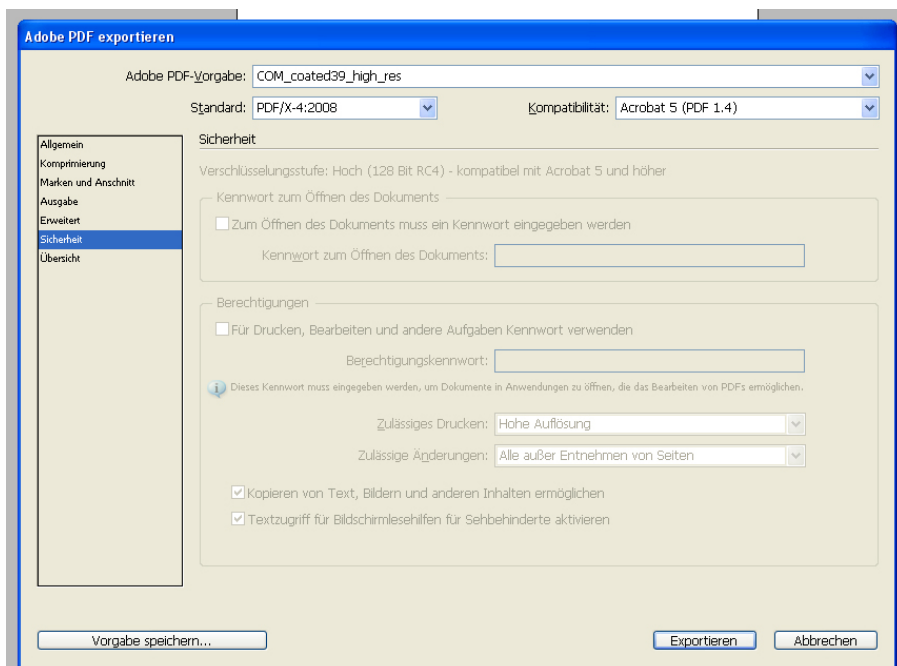 Adobe PDF exportieren
Adobe PDF-Vorgabe: COM_coated39_high_res
Standard: PDF/X-4:2008 Kompatibilität: Acrobat 5 (PDF 1.4)
Allgemein
Komprimierung
Marken und Anschnitt
Ausgabe
Erweitert
Sicherheit
Übersicht
Sicherheit
Verschlüsselungsstufe: Hoch (128 Bit RC4) - kompatibel mit Acrobat 5 und höher
Kennwort zum Öffnen des Dokuments
Zum Öffnen des Dokuments muss ein Kennwort eingegeben werden
Kennwort zum Öffnen des Dokuments:
Berechtigungen
Für Drucken, Bearbeiten und andere Aufgaben Kennwort verwenden
Berechtigungskennwort:
Dieses Kennwort muss eingegeben werden, um Dokumente in Anwendungen zu öffnen, die das Bearbeiten von PDFs ermöglichen.
Zulässiges Drucken: Hohe Auflösung
Zulässige Änderungen: Alle außer Entnehmen von Seiten
Kopieren von Text, Bildern und anderen Inhalten ermöglichen
Textzugriff für Bildschirmlesehilfen für Sehbehinderte aktivieren
Vorgabe speichern... Exportieren Abbrechen